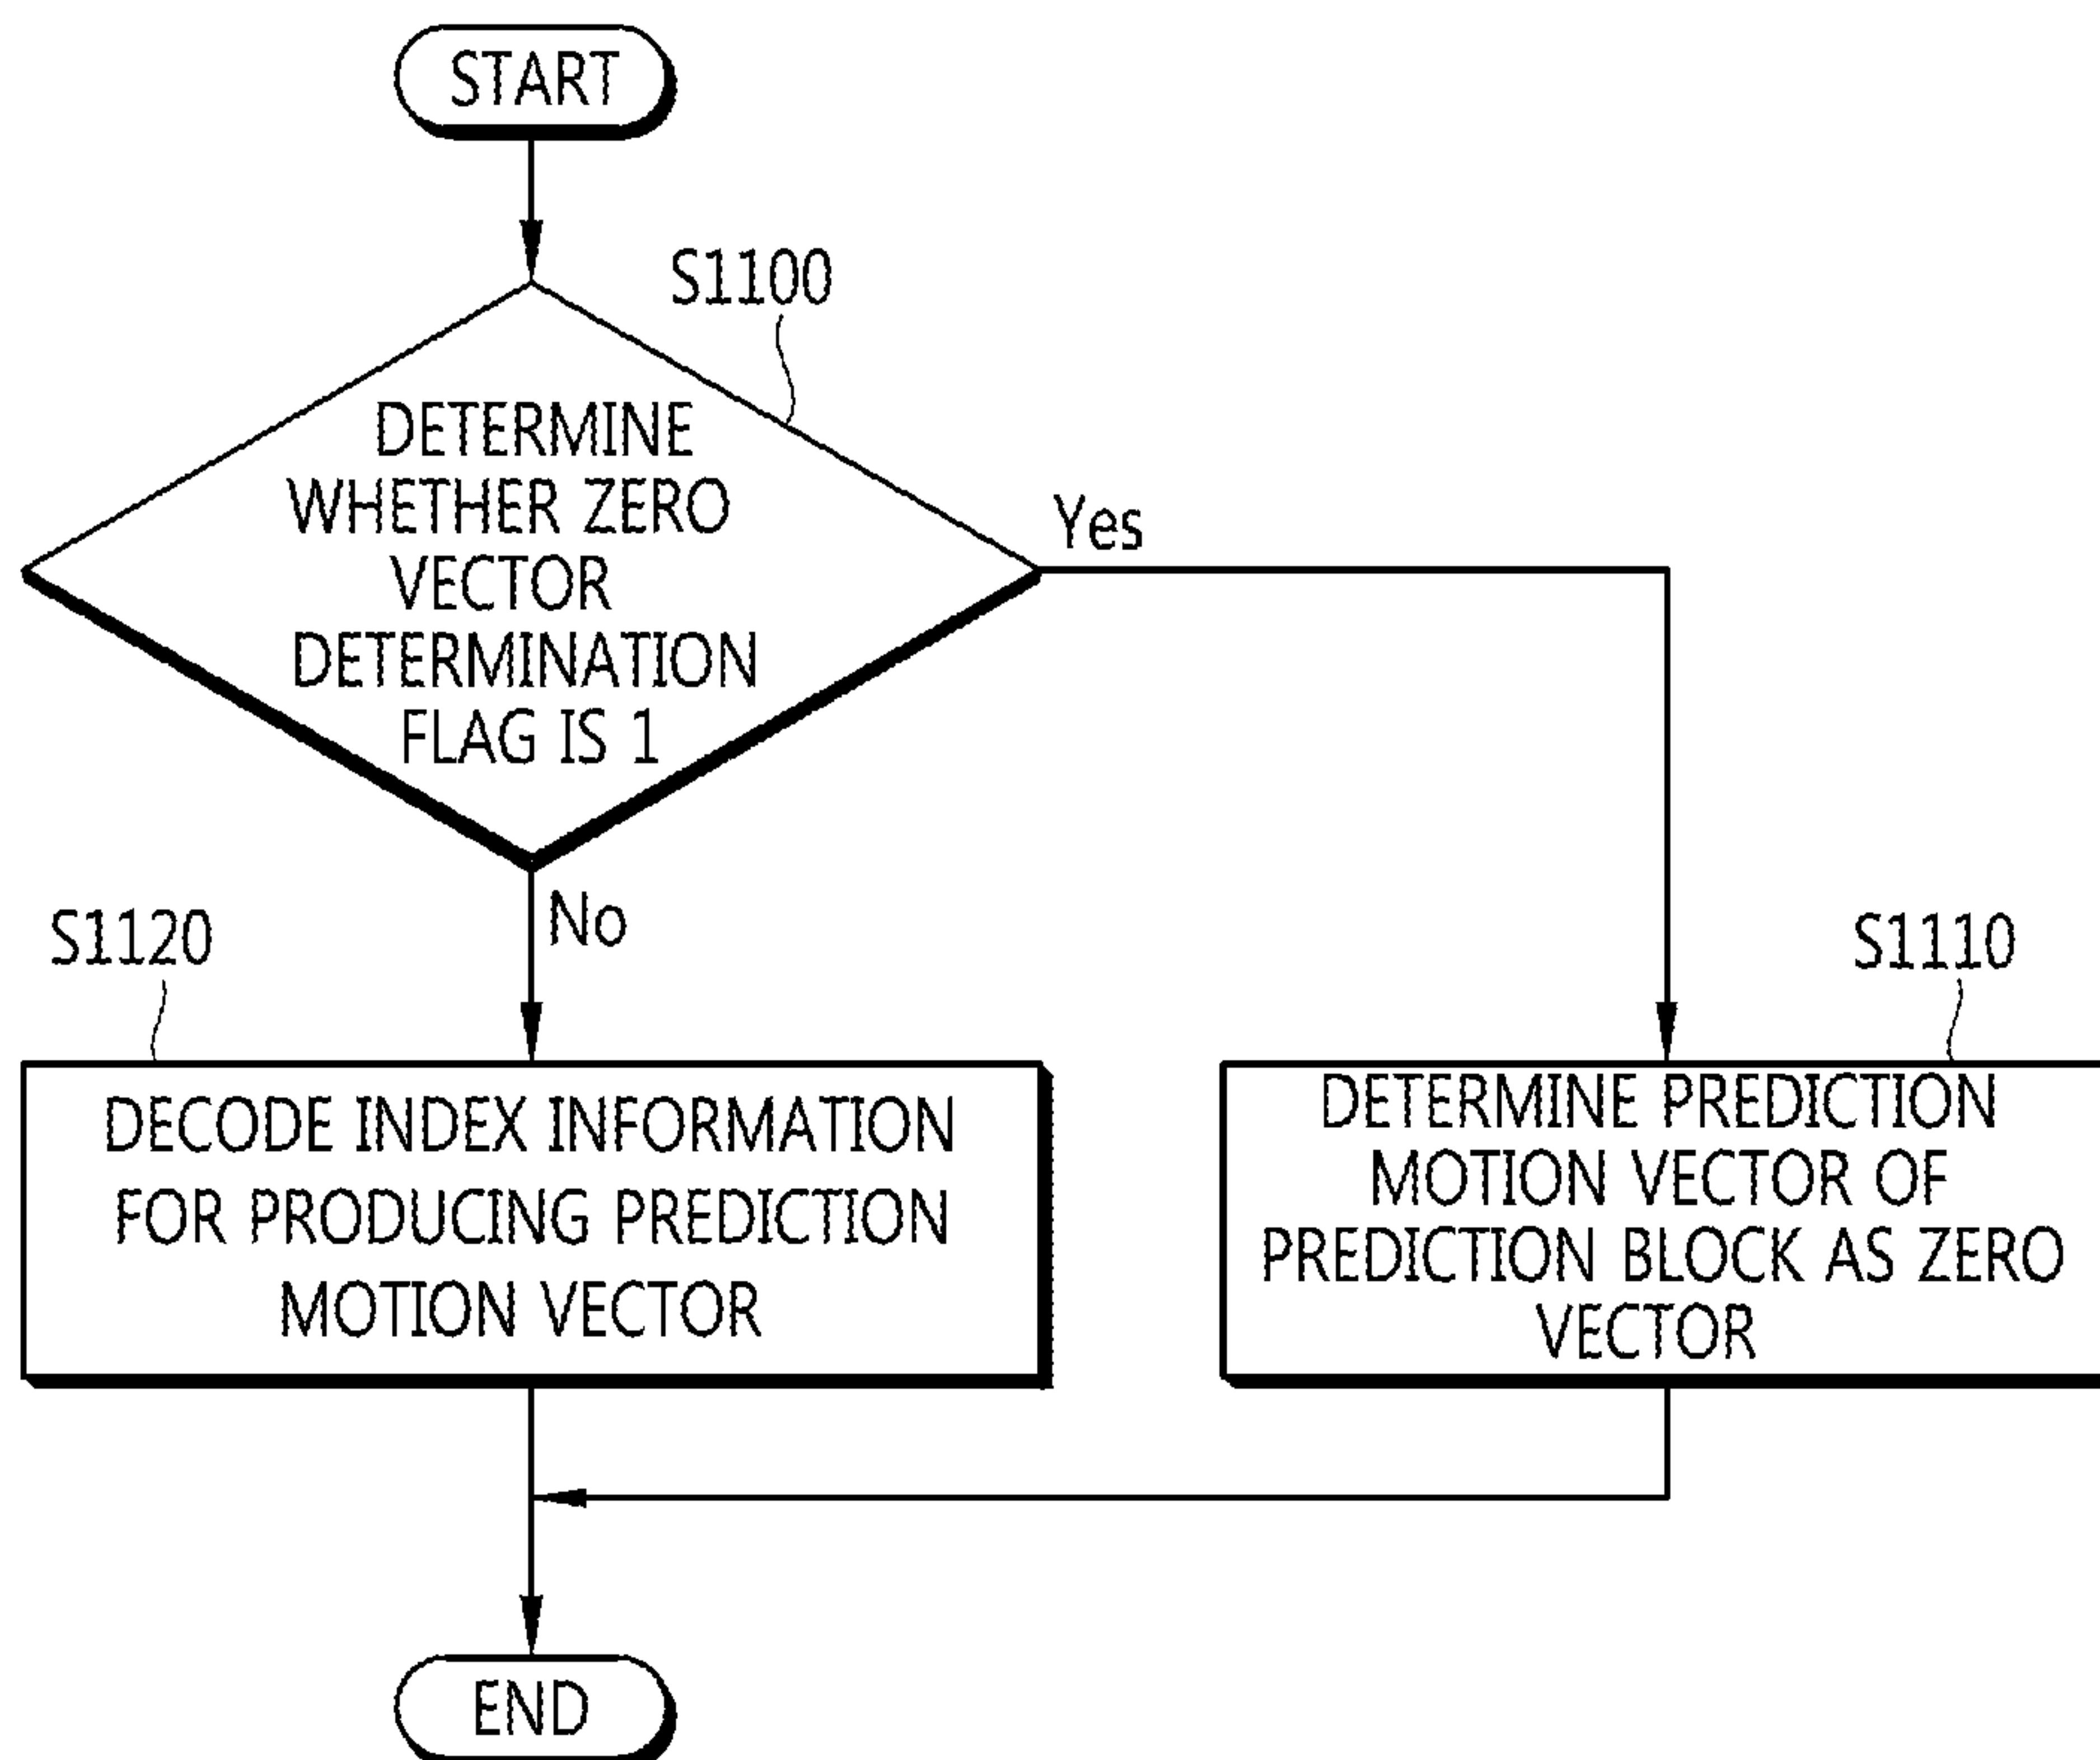 START
S1100
DETERMINE
WHETHER ZERO
VECTOR
DETERMINATION
FLAG IS 1
Yes
No
S1120
DECODE INDEX INFORMATION
FOR PRODUCING PREDICTION
MOTION VECTOR
S1110
DETERMINE PREDICTION
MOTION VECTOR OF
PREDICTION BLOCK AS ZERO
VECTOR
END